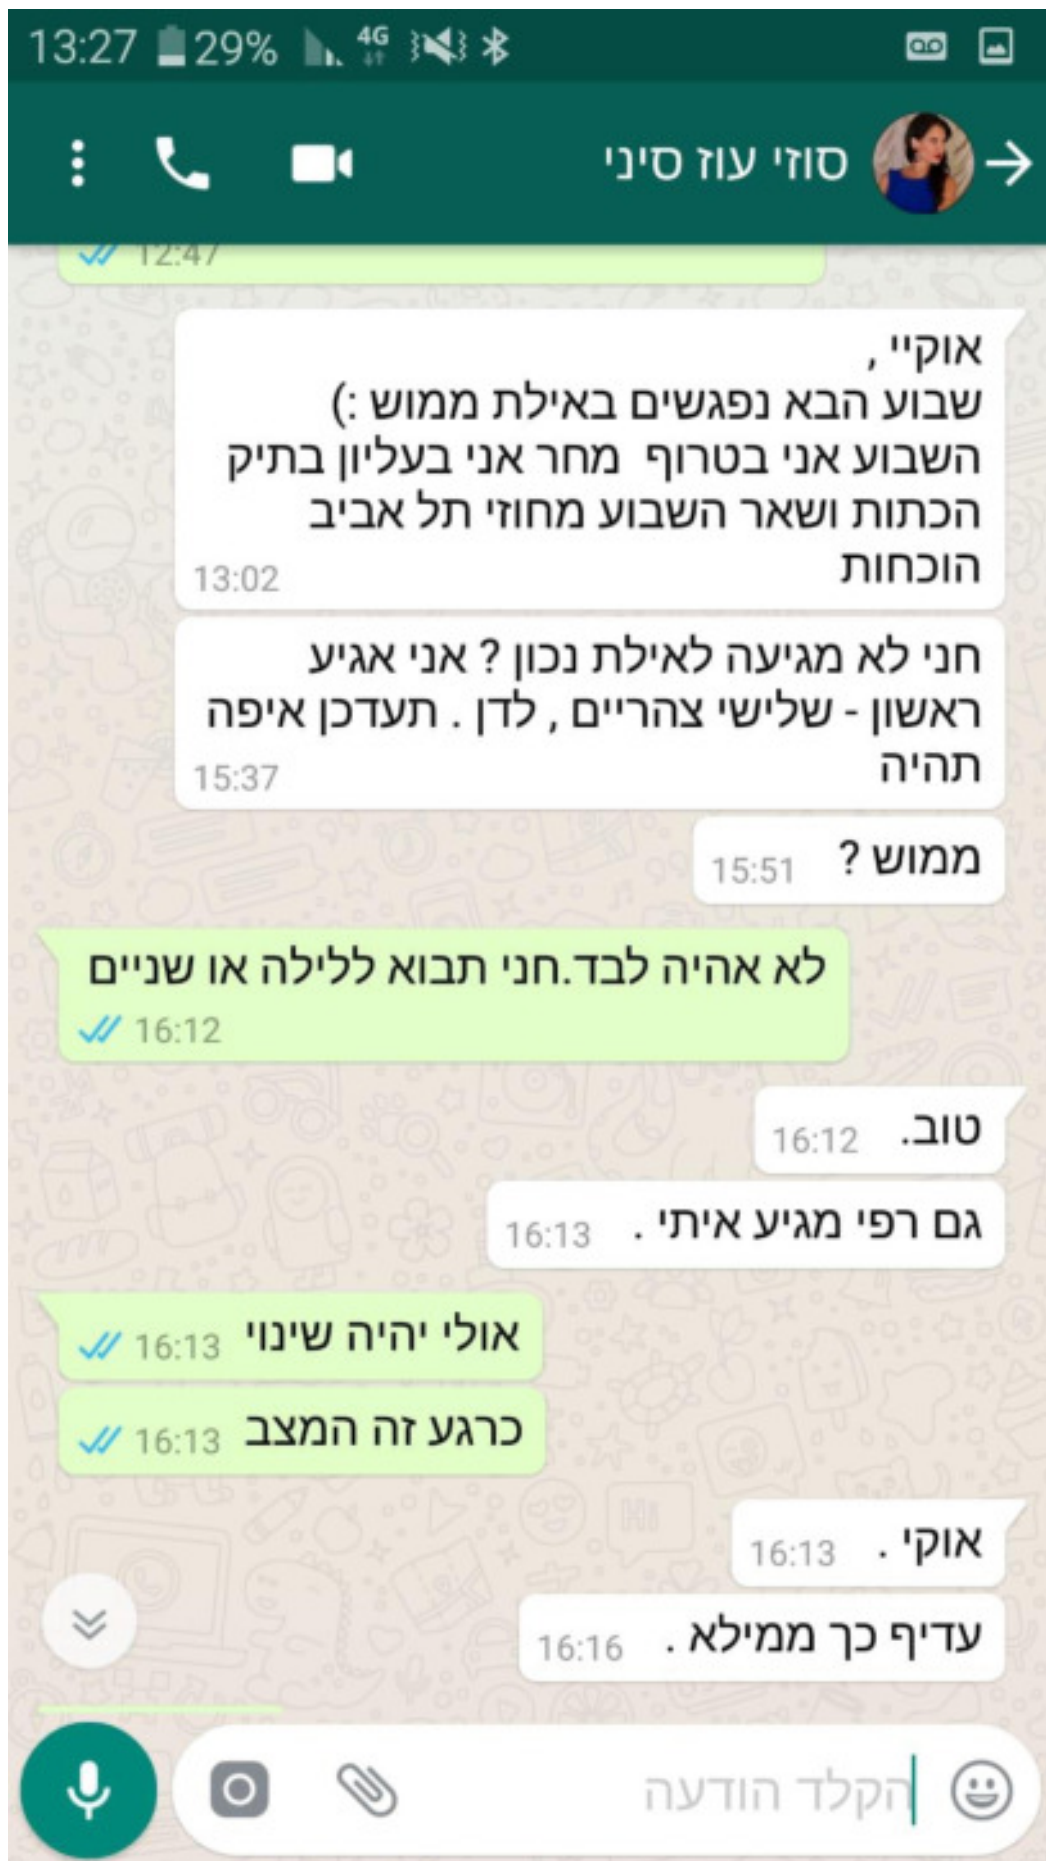 13:27 29% 4G
סוזי עוז סיני
12:47
אוקיי ,
שבוע הבא נפגשים באילת ממוש :)
השבוע אני בטרוף מחר אני בעליון בתיק
הכתות ושאר השבוע מחוזי תל אביב
הוכחות
13:02
חני לא מגיעה לאילת נכון ? אני אגיע
ראשון - שלישי צהריים , לדן . תעדכן איפה
תהיה
15:37
ממוש ? 15:51
לא אהיה לבד.חני תבוא ללילה או שניים
16:12
טוב. 16:12
גם רפי מגיע איתי . 16:13
אולי יהיה שינוי 16:13
כרגע זה המצב 16:13
אוקי . 16:13
עדיף כך ממילא . 16:16
הקלד הודעה